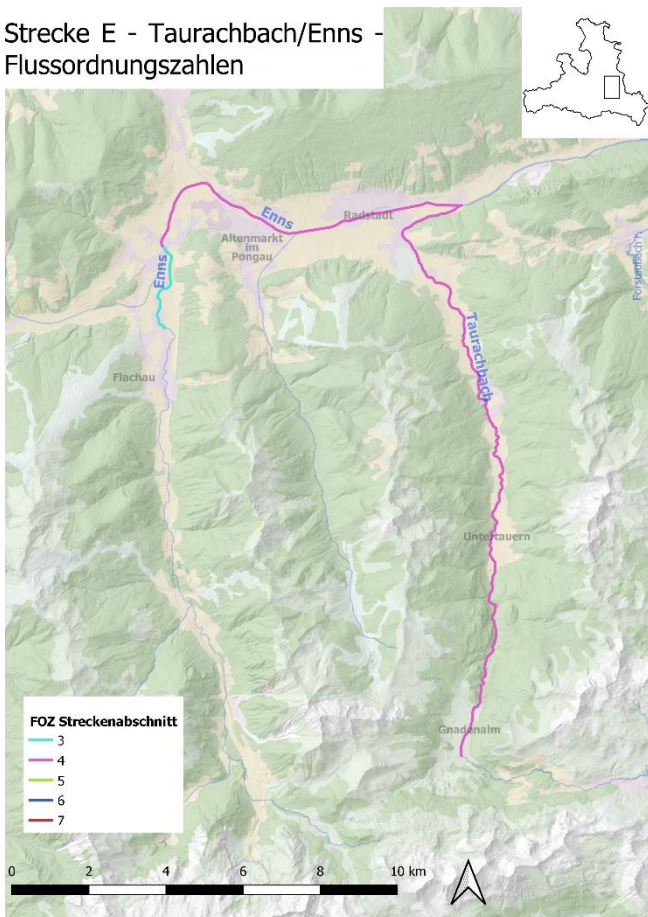 Strecke E - Taurachbach/Enns -
Flussordnungszahlen
Enns
Radstadt
Altenmarkt
im
Pongau
Enns
Flachau
Taurachbach
Untertauern
Gnadenalm
FOZ Streckenabschnitt
3
4
5
6
7
0 2 4 6 8 10 km